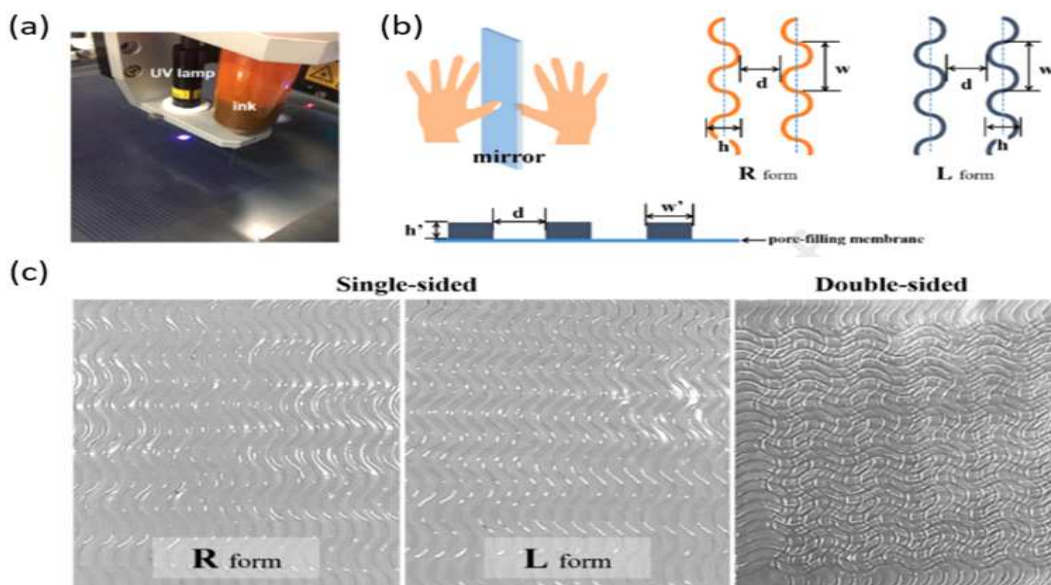 (a)
UV lamp
ink
(b)
mirror
d
w
h
R form
d
w
h
L form
h'
d
w'
pore-filling membrane
(c)
Single-sided
Double-sided
R form
L form